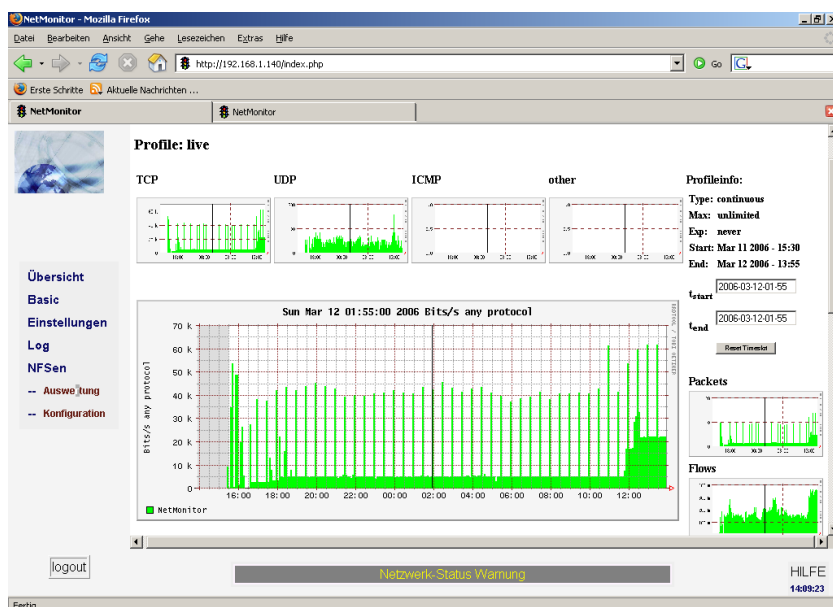 NetMonitor - Mozilla Firefox
Datei Bearbeiten Ansicht Gehe Lesezeichen Extras Hilfe
http://192.168.1.140/index.php
Go
Erste Schritte Aktuelle Nachrichten ...
NetMonitor
NetMonitor
Profile: live
TCP UDP ICMP other Profileinfo:
Type: continuous
Max: unlimited
Exp: never
Start: Mar 11 2006 - 15:30
End: Mar 12 2006 - 13:55
tstart 2006-03-12-01-55
tend 2006-03-12-01-55
Reset Timeslot
Übersicht
Basic
Einstellungen
Log
NFSen
-- Auswertung
-- Konfiguration
Sun Mar 12 01:55:00 2006 Bits/s any protocol
Bits/s any protocol
70 k
60 k
50 k
40 k
30 k
20 k
10 k
0
16:00 18:00 20:00 22:00 00:00 02:00 04:00 06:00 08:00 10:00 12:00
NetMonitor
Packets
Flows
logout
Netzwerk-Status Warnung
HILFE
14:09:23
Fertig